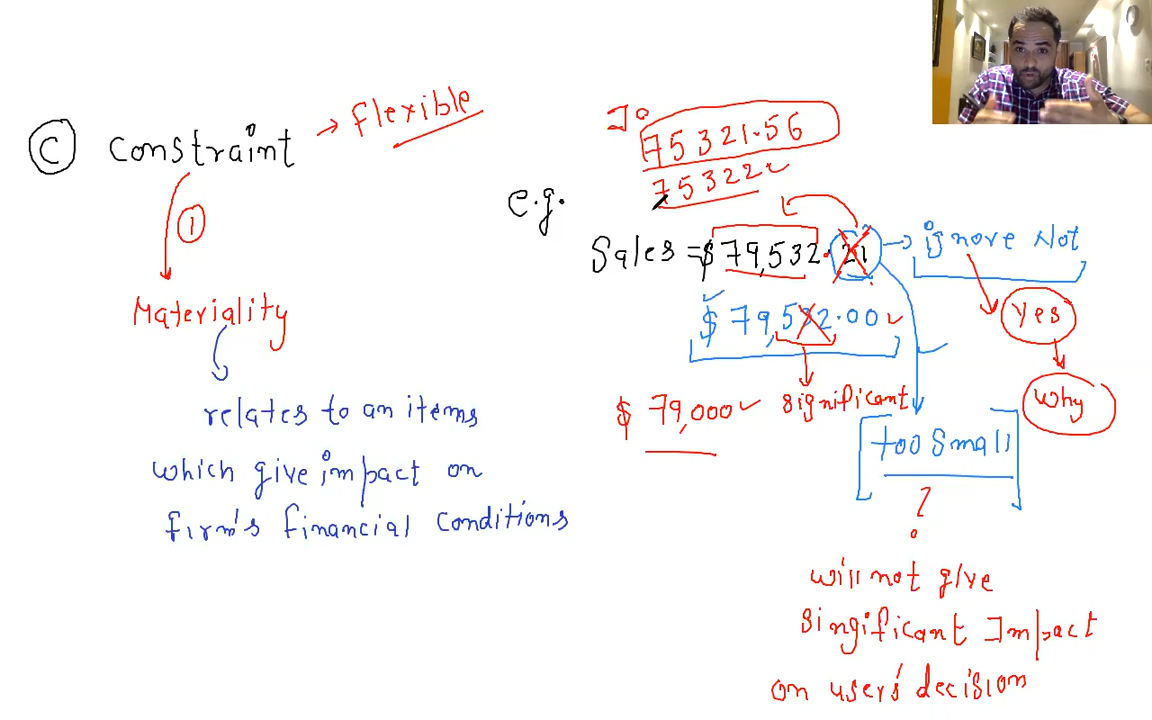 C Constraint → Flexible
1
Materiality
relates to an items
which give impact on
firm's financial conditions
75321.56
75322
e.g.
Sales = $79,532.21 → ignore Not
$79,532.00
Yes
Why
significant
$79,000
too Small
?
will not give
singificant Impact
on user's decision